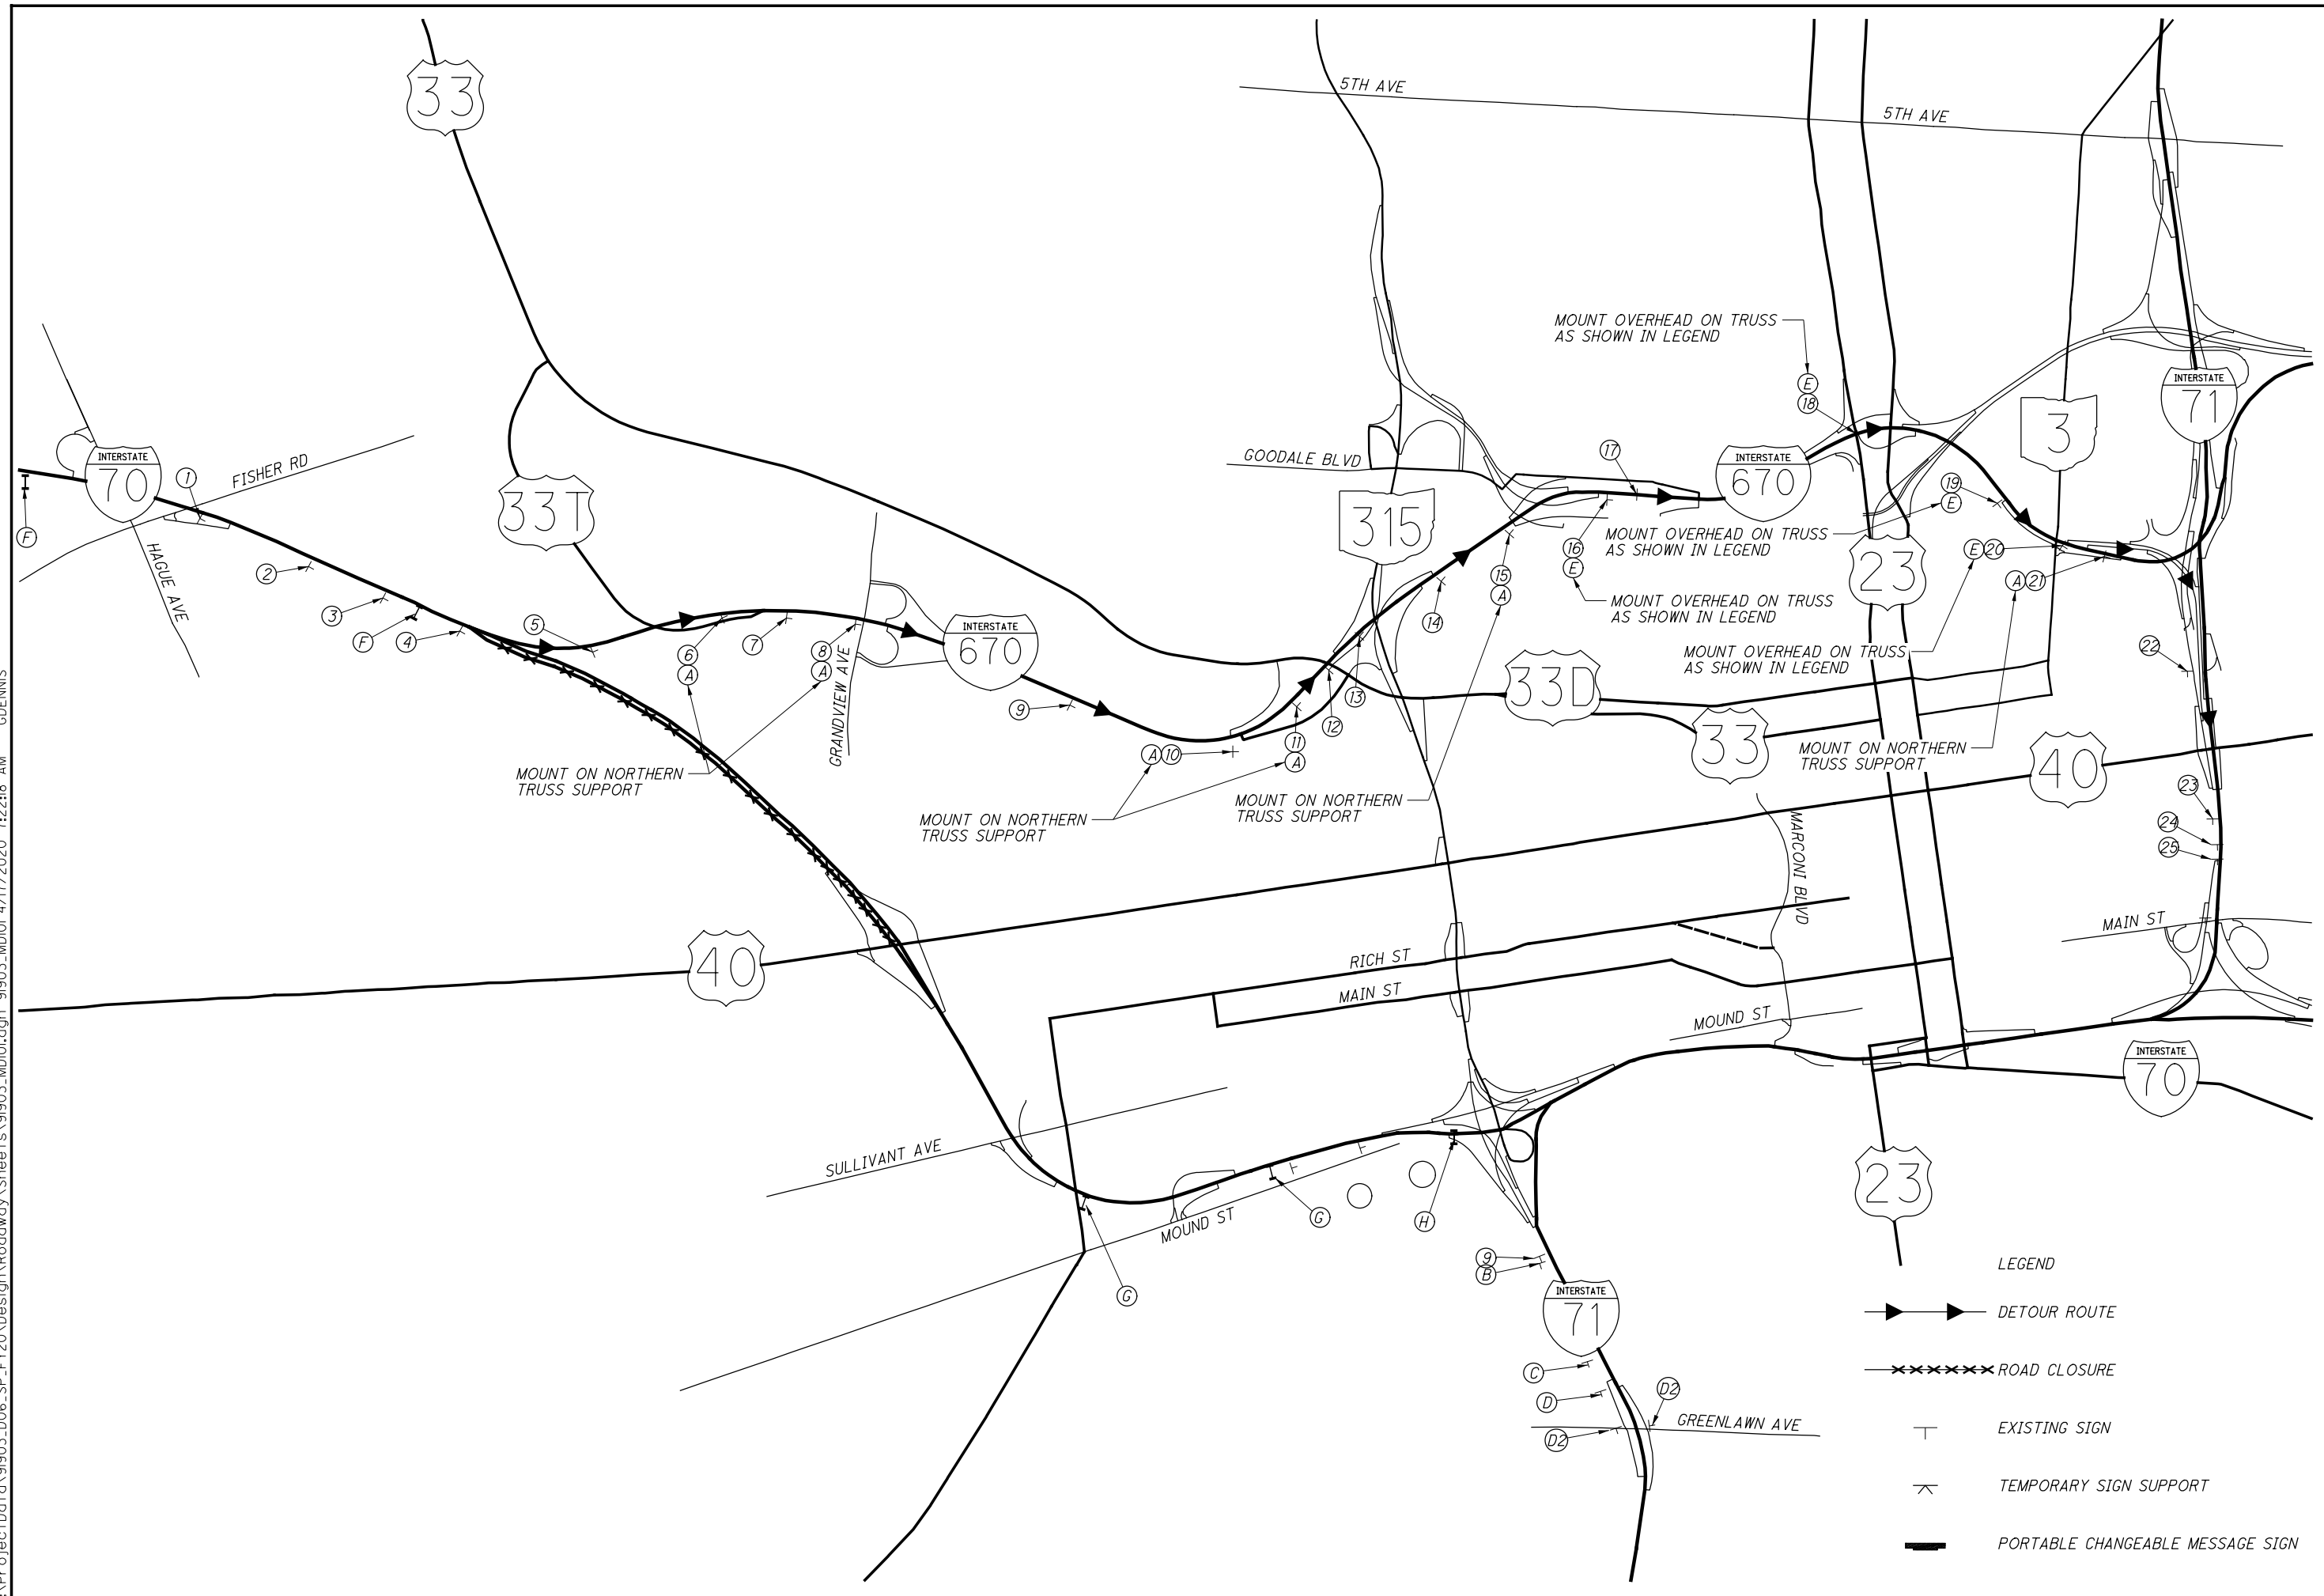 33
5TH AVE
5TH AVE
MOUNT OVERHEAD ON TRUSS
AS SHOWN IN LEGEND
E
18
INTERSTATE
71
3
INTERSTATE
70
1
FISHER RD
F
HAGUE AVE
2
3
F
4
33T
5
6
A
7
8
A
GRANDVIEW AVE
INTERSTATE
670
9
MOUNT ON NORTHERN
TRUSS SUPPORT
GOODALE BLVD
315
17
INTERSTATE
670
16
E
MOUNT OVERHEAD ON TRUSS
AS SHOWN IN LEGEND
19
E
MOUNT OVERHEAD ON TRUSS
AS SHOWN IN LEGEND
23
E 20
A 21
MOUNT OVERHEAD ON TRUSS
AS SHOWN IN LEGEND
15
A
14
13
12
11
A
A 10
MOUNT ON NORTHERN
TRUSS SUPPORT
MOUNT ON NORTHERN
TRUSS SUPPORT
33D
33
MOUNT ON NORTHERN
TRUSS SUPPORT
40
22
23
24
25
MARCONI BLVD
MAIN ST
40
RICH ST
MAIN ST
MOUND ST
INTERSTATE
70
SULLIVANT AVE
MOUND ST
G
G
H
9
B
INTERSTATE
71
C
D
D2
D2
GREENLAWN AVE
23
LEGEND
DETOUR ROUTE
ROAD CLOSURE
EXISTING SIGN
TEMPORARY SIGN SUPPORT
PORTABLE CHANGEABLE MESSAGE SIGN
4/17/2020 GDENNIS